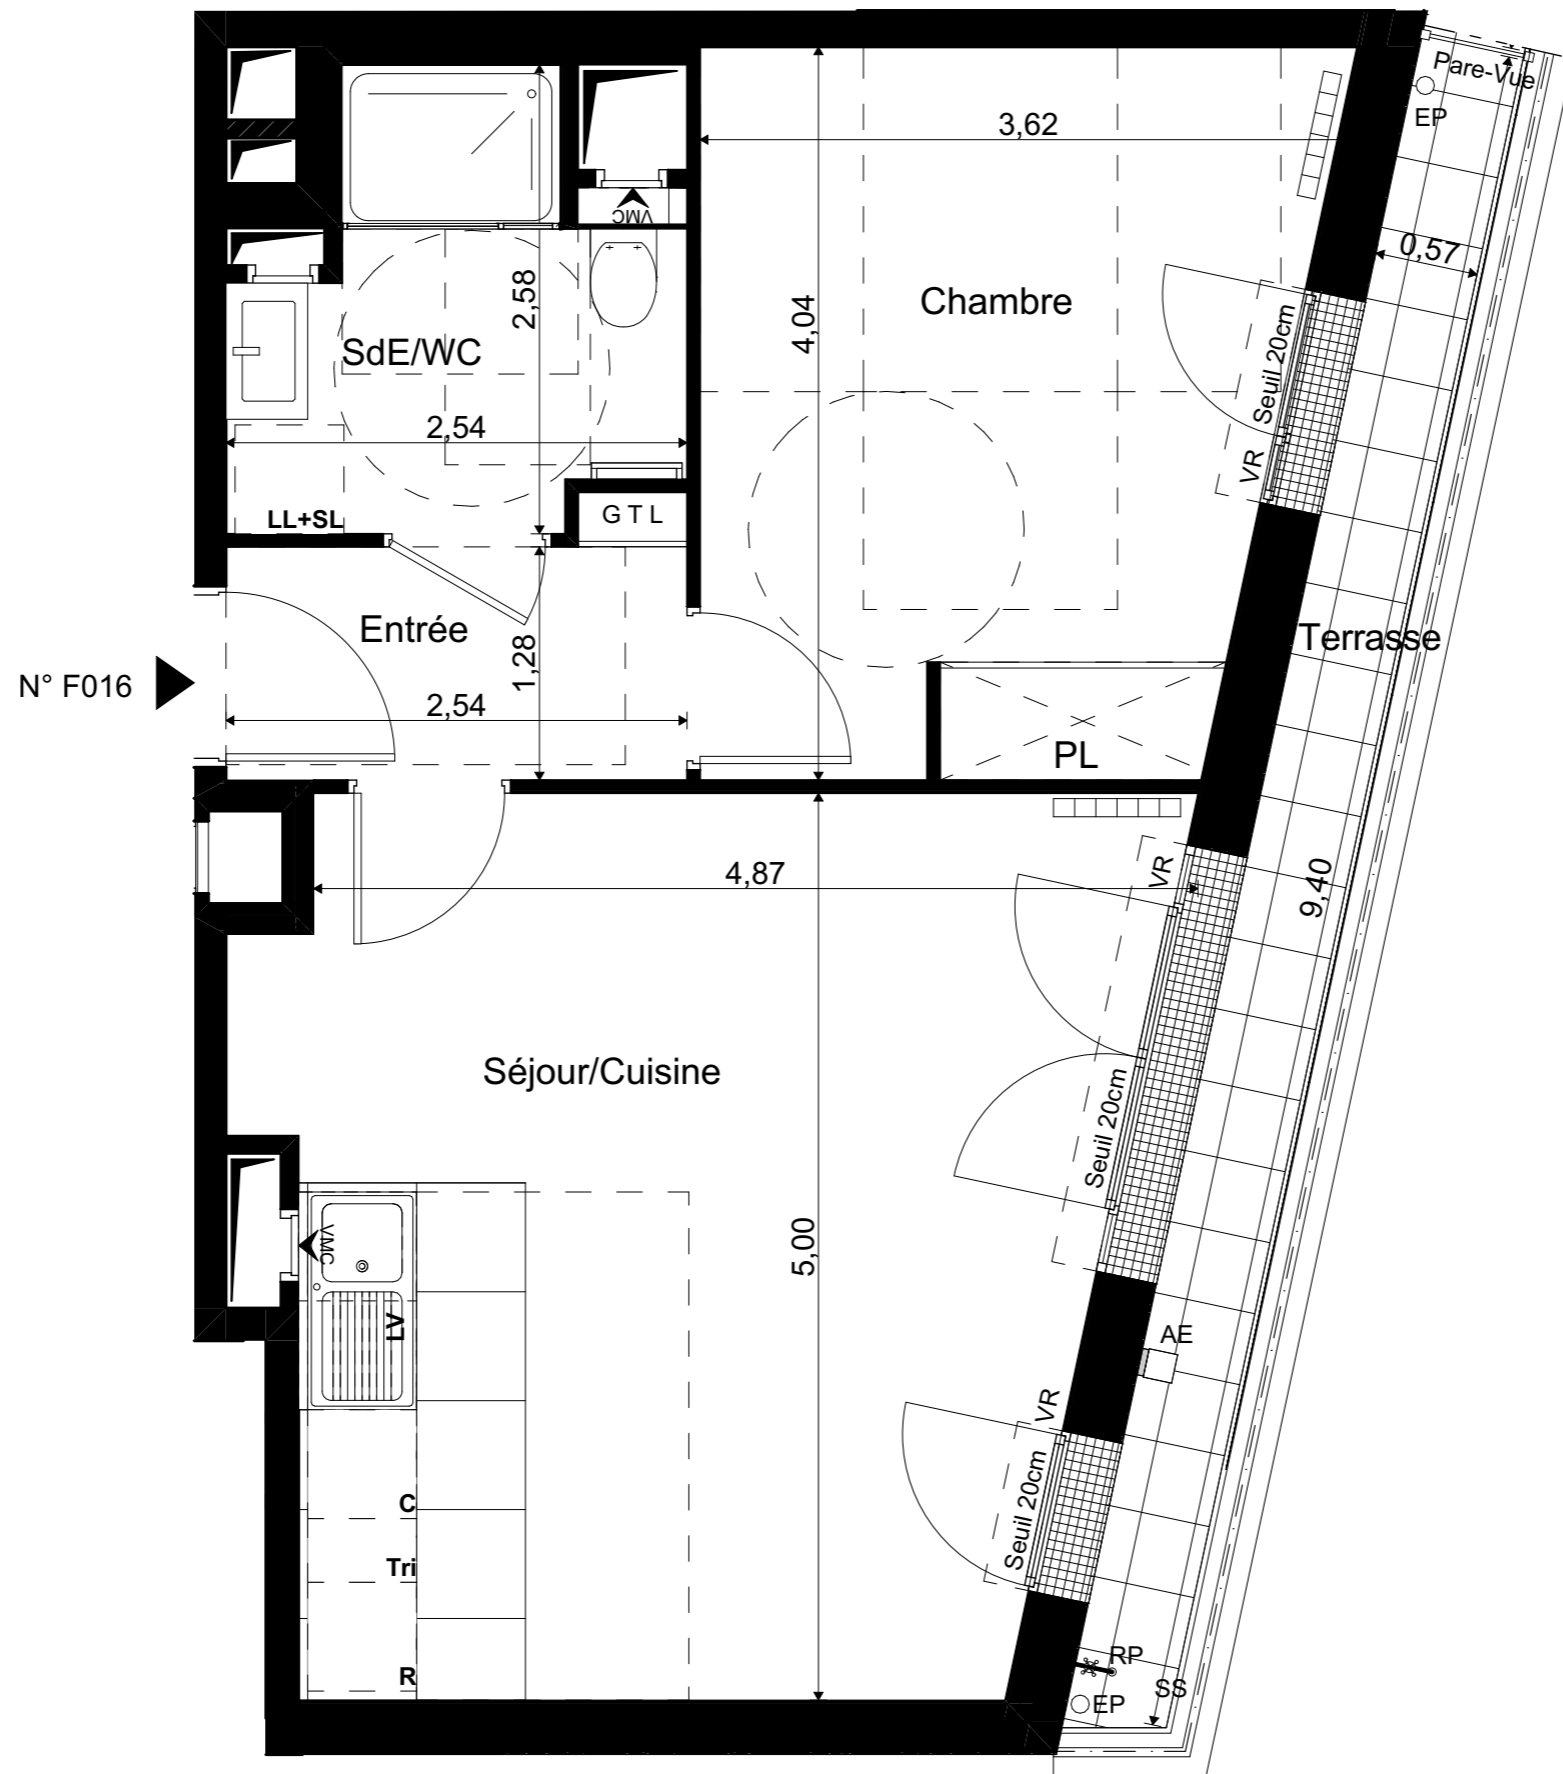 Pare-Vue
EP
3,62
0,57
VMC
2,58
4,04
Chambre
SdE/WC
Seuil 20cm
2,54
VR
LL+SL
G T L
Entrée
1,28
Terrasse
N° F016
2,54
PL
4,87
VR
9,40
Séjour/Cuisine
Seuil 20cm
5,00
VMC
LV
AE
VR
Seuil 20cm
C
Tri
R
RP
SS
EP